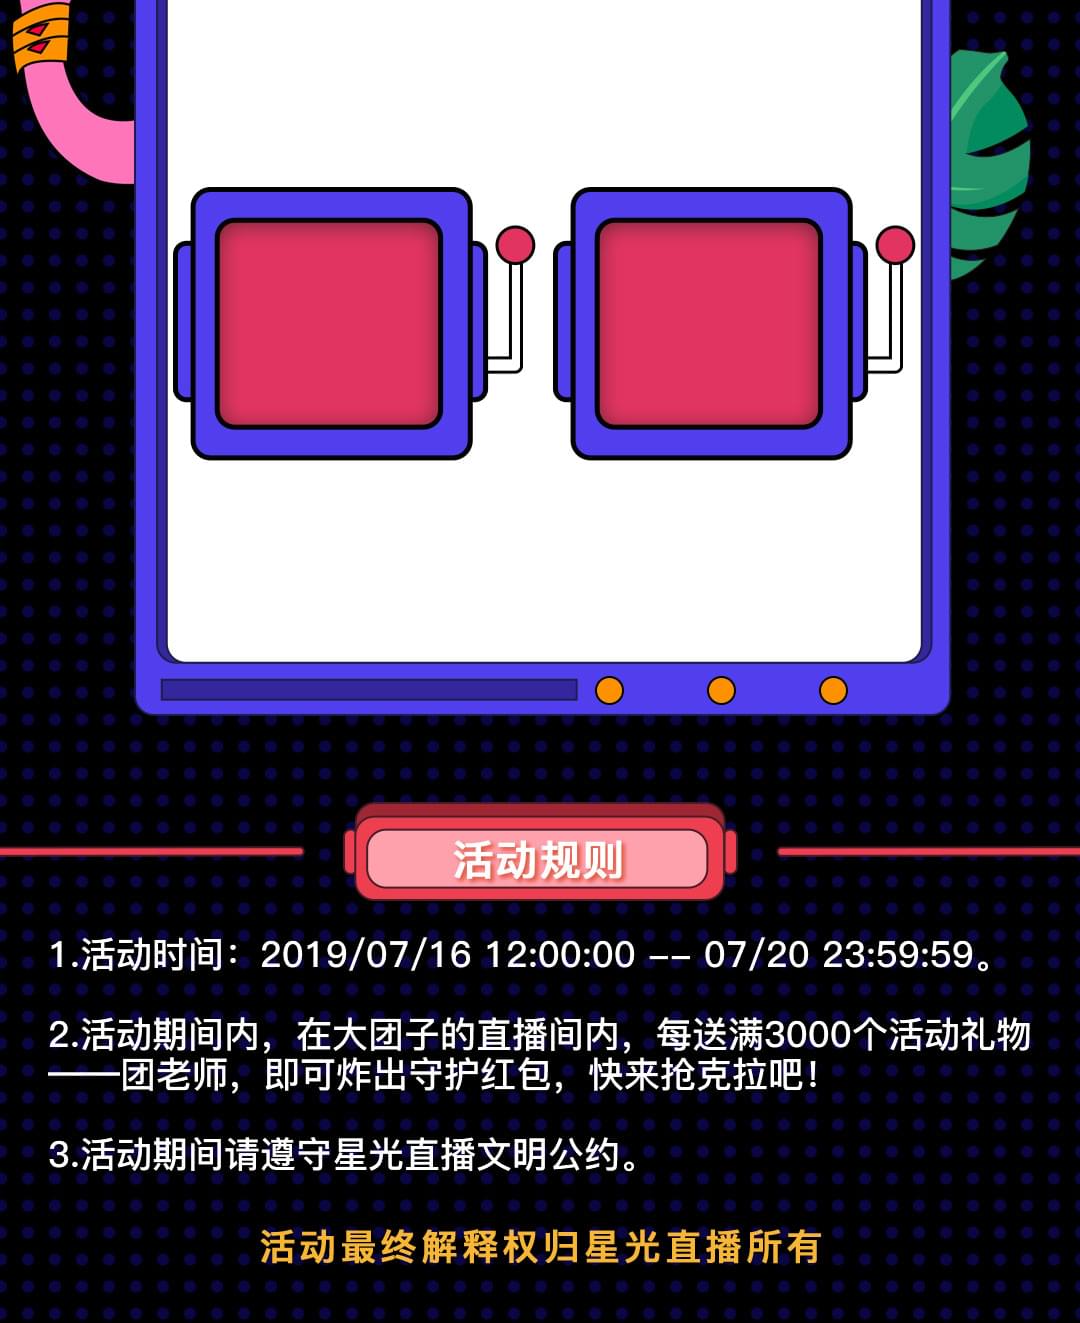 活动规则
1.活动时间：2019/07/16 12:00:00 -- 07/20 23:59:59。
2.活动期间内，在大团子的直播间内，每送满3000个活动礼物
——团老师，即可炸出守护红包，快来抢克拉吧！
3.活动期间请遵守星光直播文明公约。
活动最终解释权归星光直播所有